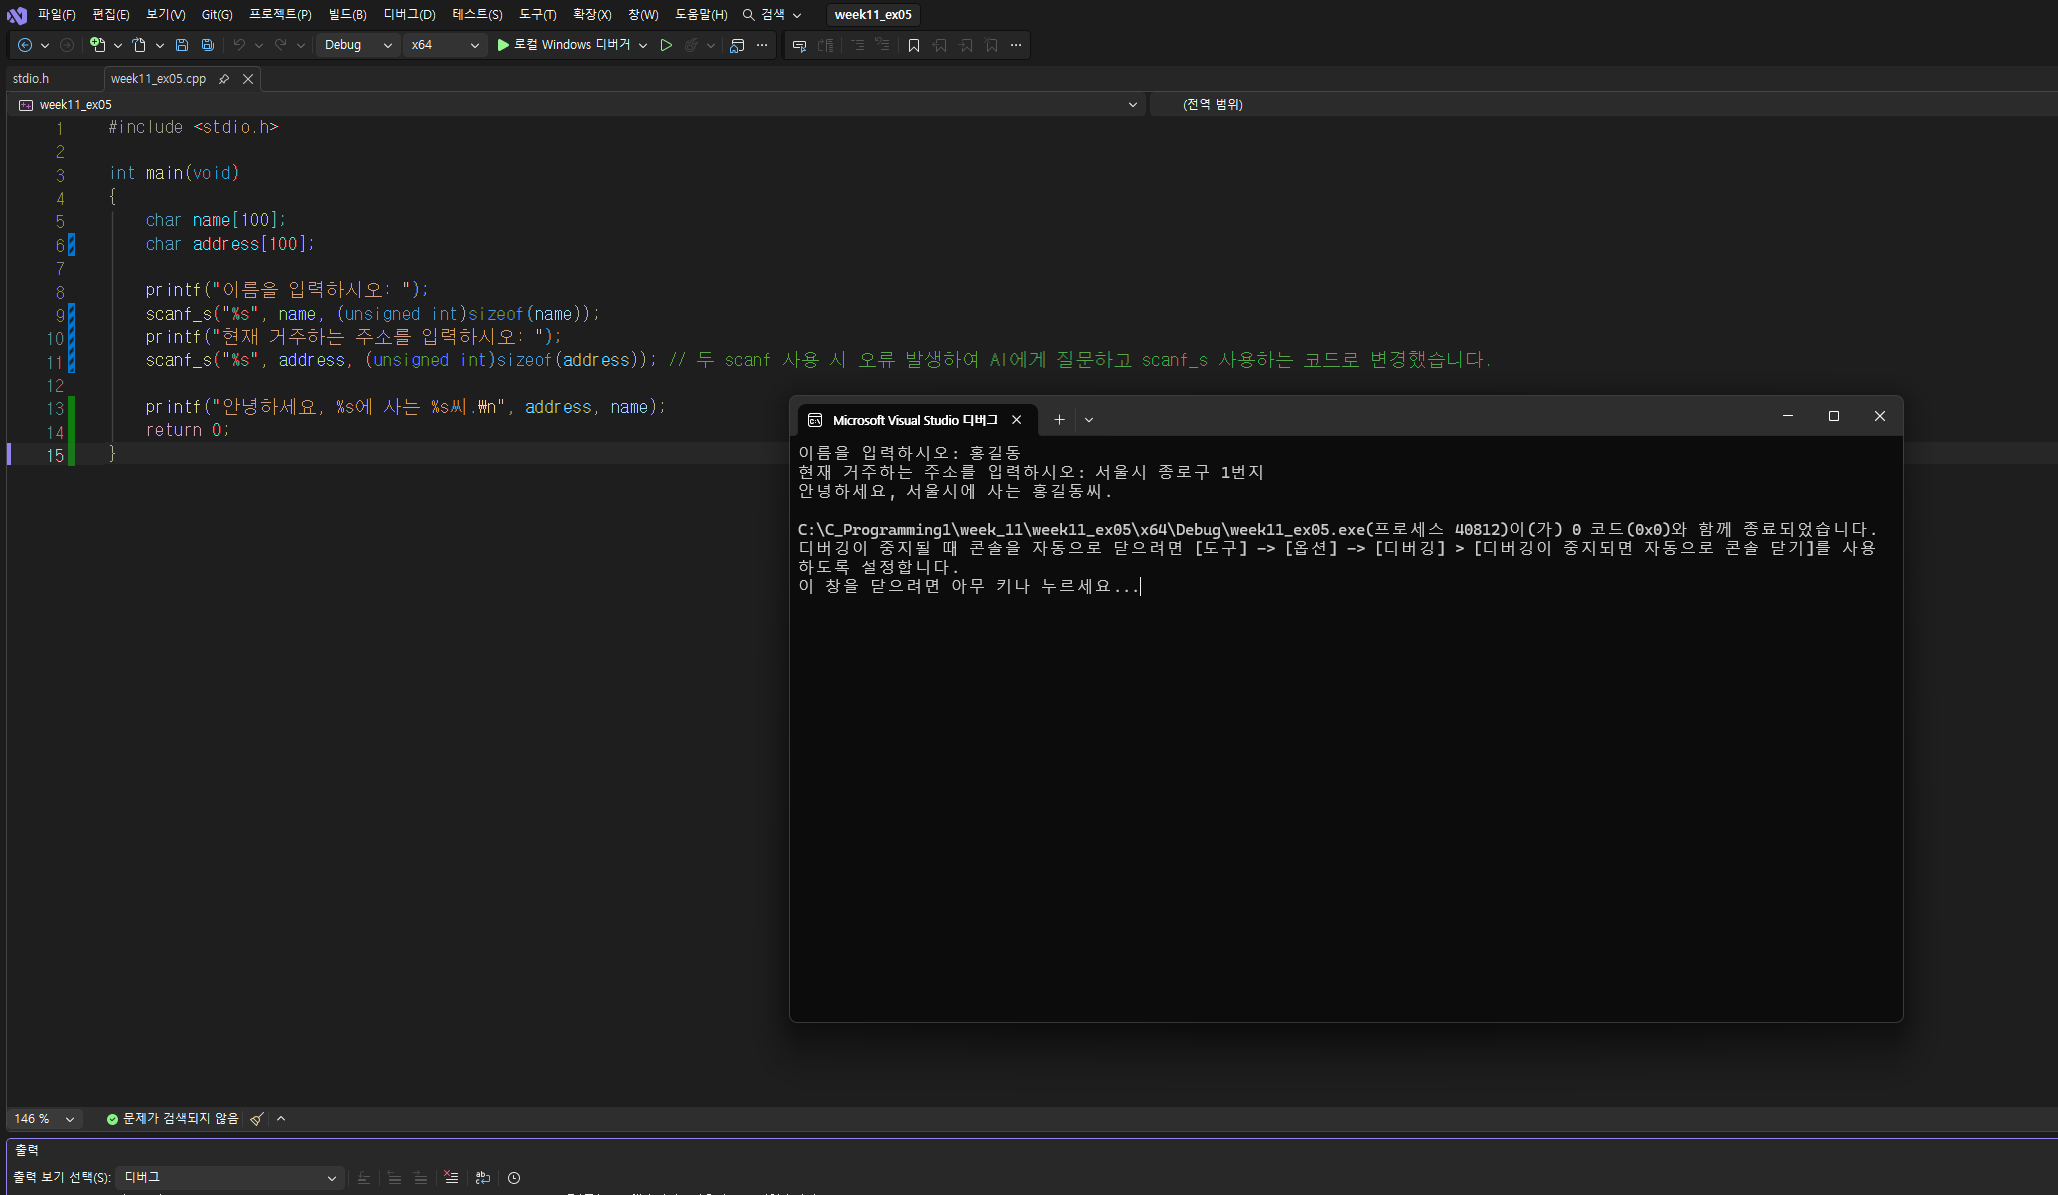 파일(F) 편집(E) 보기(V) Git(G) 프로젝트(P) 빌드(B) 디버그(D) 테스트(S) 도구(T) 확장(X) 창(W) 도움말(H) 검색 week11_ex05
Debug x64 로컬 Windows 디버거
stdio.h week11_ex05.cpp
week11_ex05 (전역 범위)
1 #include <stdio.h>
2
3 int main(void)
4 {
5 char name[100];
6 char address[100];
7
8 printf("이름을 입력하시오: ");
9 scanf_s("%s", name, (unsigned int)sizeof(name));
10 printf("현재 거주하는 주소를 입력하시오: ");
11 scanf_s("%s", address, (unsigned int)sizeof(address)); // 두 scanf 사용 시 오류 발생하여 AI에게 질문하고 scanf_s 사용하는 코드로 변경했습니다.
12
13 printf("안녕하세요, %s에 사는 %s씨.₩n", address, name);
14 return 0;
15 }
Microsoft Visual Studio 디버그
이름을 입력하시오: 홍길동
현재 거주하는 주소를 입력하시오: 서울시 종로구 1번지
안녕하세요, 서울시에 사는 홍길동씨.
C:\C_Programming1\week_11\week11_ex05\x64\Debug\week11_ex05.exe(프로세스 40812)이(가) 0 코드(0x0)와 함께 종료되었습니다.
디버깅이 중지될 때 콘솔을 자동으로 닫으려면 [도구] -> [옵션] -> [디버깅] > [디버깅이 중지되면 자동으로 콘솔 닫기]를 사용
하도록 설정합니다.
이 창을 닫으려면 아무 키나 누르세요...
146 % 문제가 검색되지 않음
출력
출력 보기 선택(S): 디버그